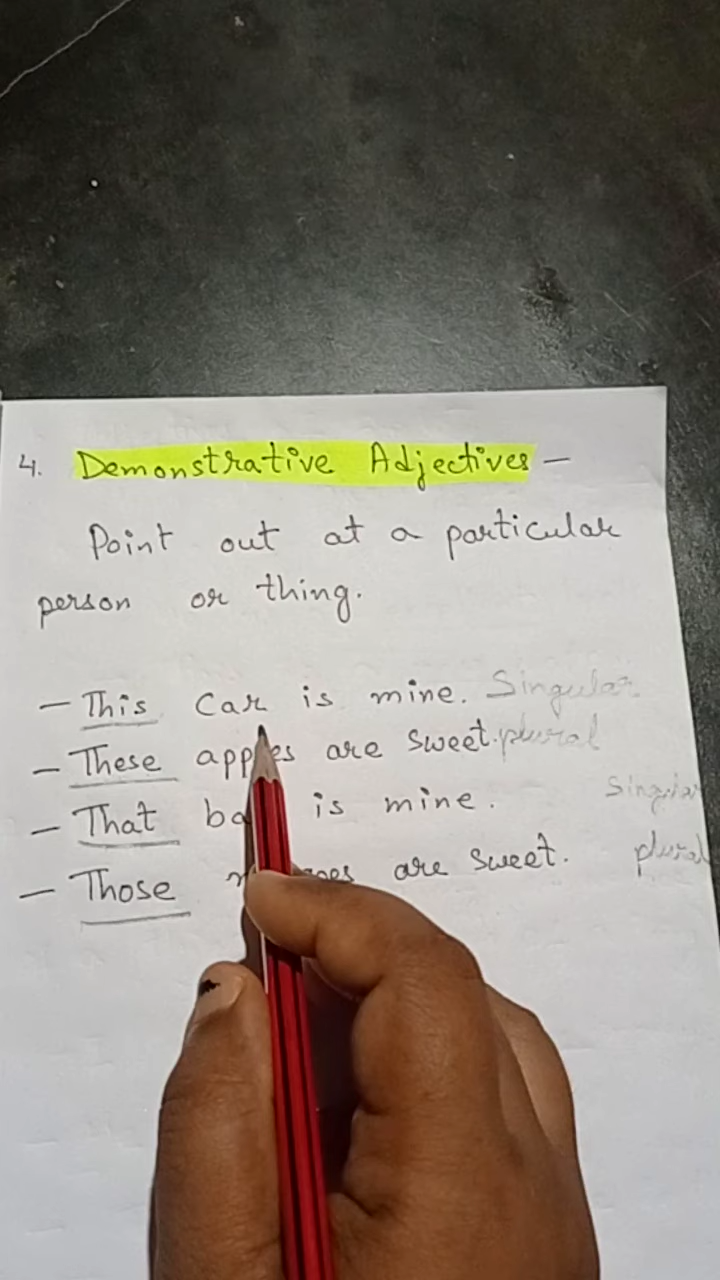 4. Demonstrative Adjectives -
Point out at a particular
person or thing.
- This Car is mine. Singular
- These apples are sweet. plural
- That is mine. Singular
- Those are sweet. plural